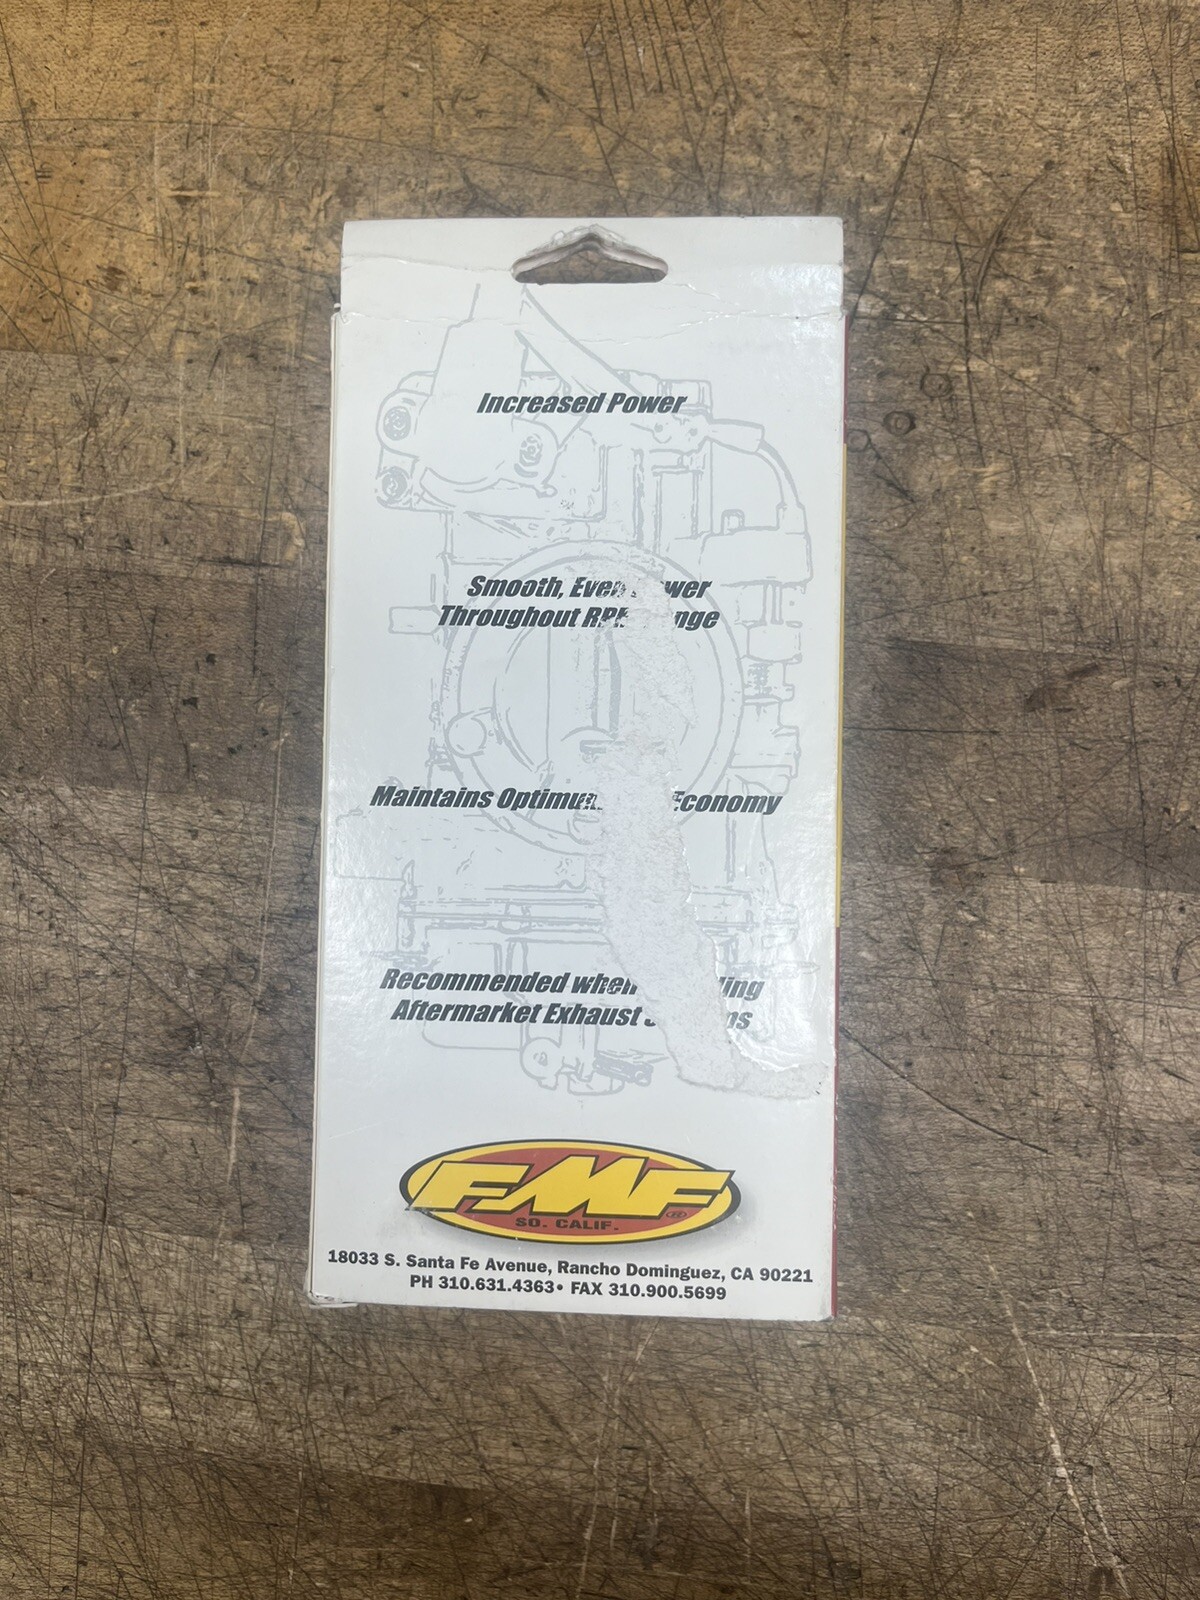 Increased Power
Smooth, Even
Throughout
Maintains Economy
Recommended when
Aftermarket Exhaust
FMF
SO. CALIF.
18033 S. Santa Fe Avenue, Rancho Dominguez, CA 90221
PH 310.631.4363• FAX 310.900.5699